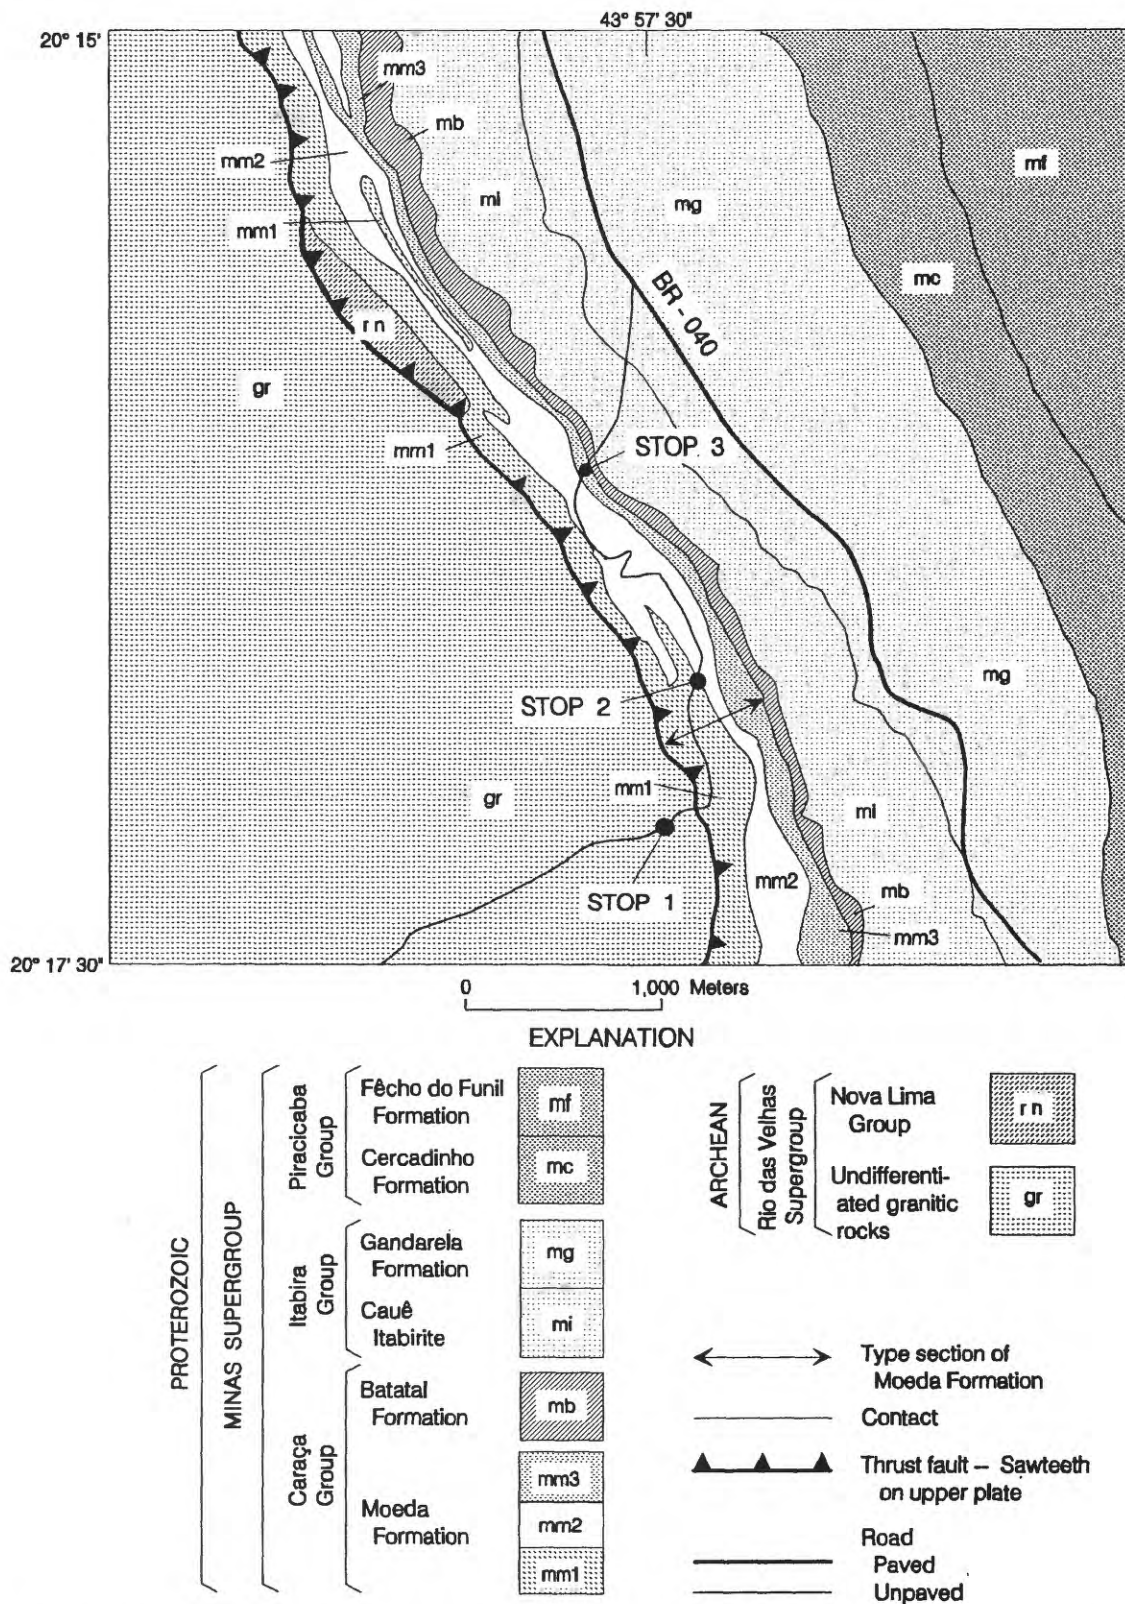 43° 57' 30"
20° 15'
mm3
mb
mm2
mf
mi
mg
mm1
mc
BR - 040
rn
gr
mm1
STOP 3
mg
STOP 2
mm1
gr
mi
mm2
STOP 1
mb
mm3
20° 17' 30"
0 1,000 Meters
EXPLANATION
PROTEROZOIC
MINAS SUPERGROUP
Piracicaba
Group
Fêcho do Funil
Formation
mf
Cercadinho
Formation
mc
Itabira
Group
Gandarela
Formation
mg
Cauê
Itabirite
mi
Caraça
Group
Batatal
Formation
mb
Moeda
Formation
mm3
mm2
mm1
ARCHEAN
Rio das Velhas
Supergroup
Nova Lima
Group
rn
Undifferenti-
ated granitic
rocks
gr
Type section of
Moeda Formation
Contact
Thrust fault – Sawteeth
on upper plate
Road
Paved
Unpaved